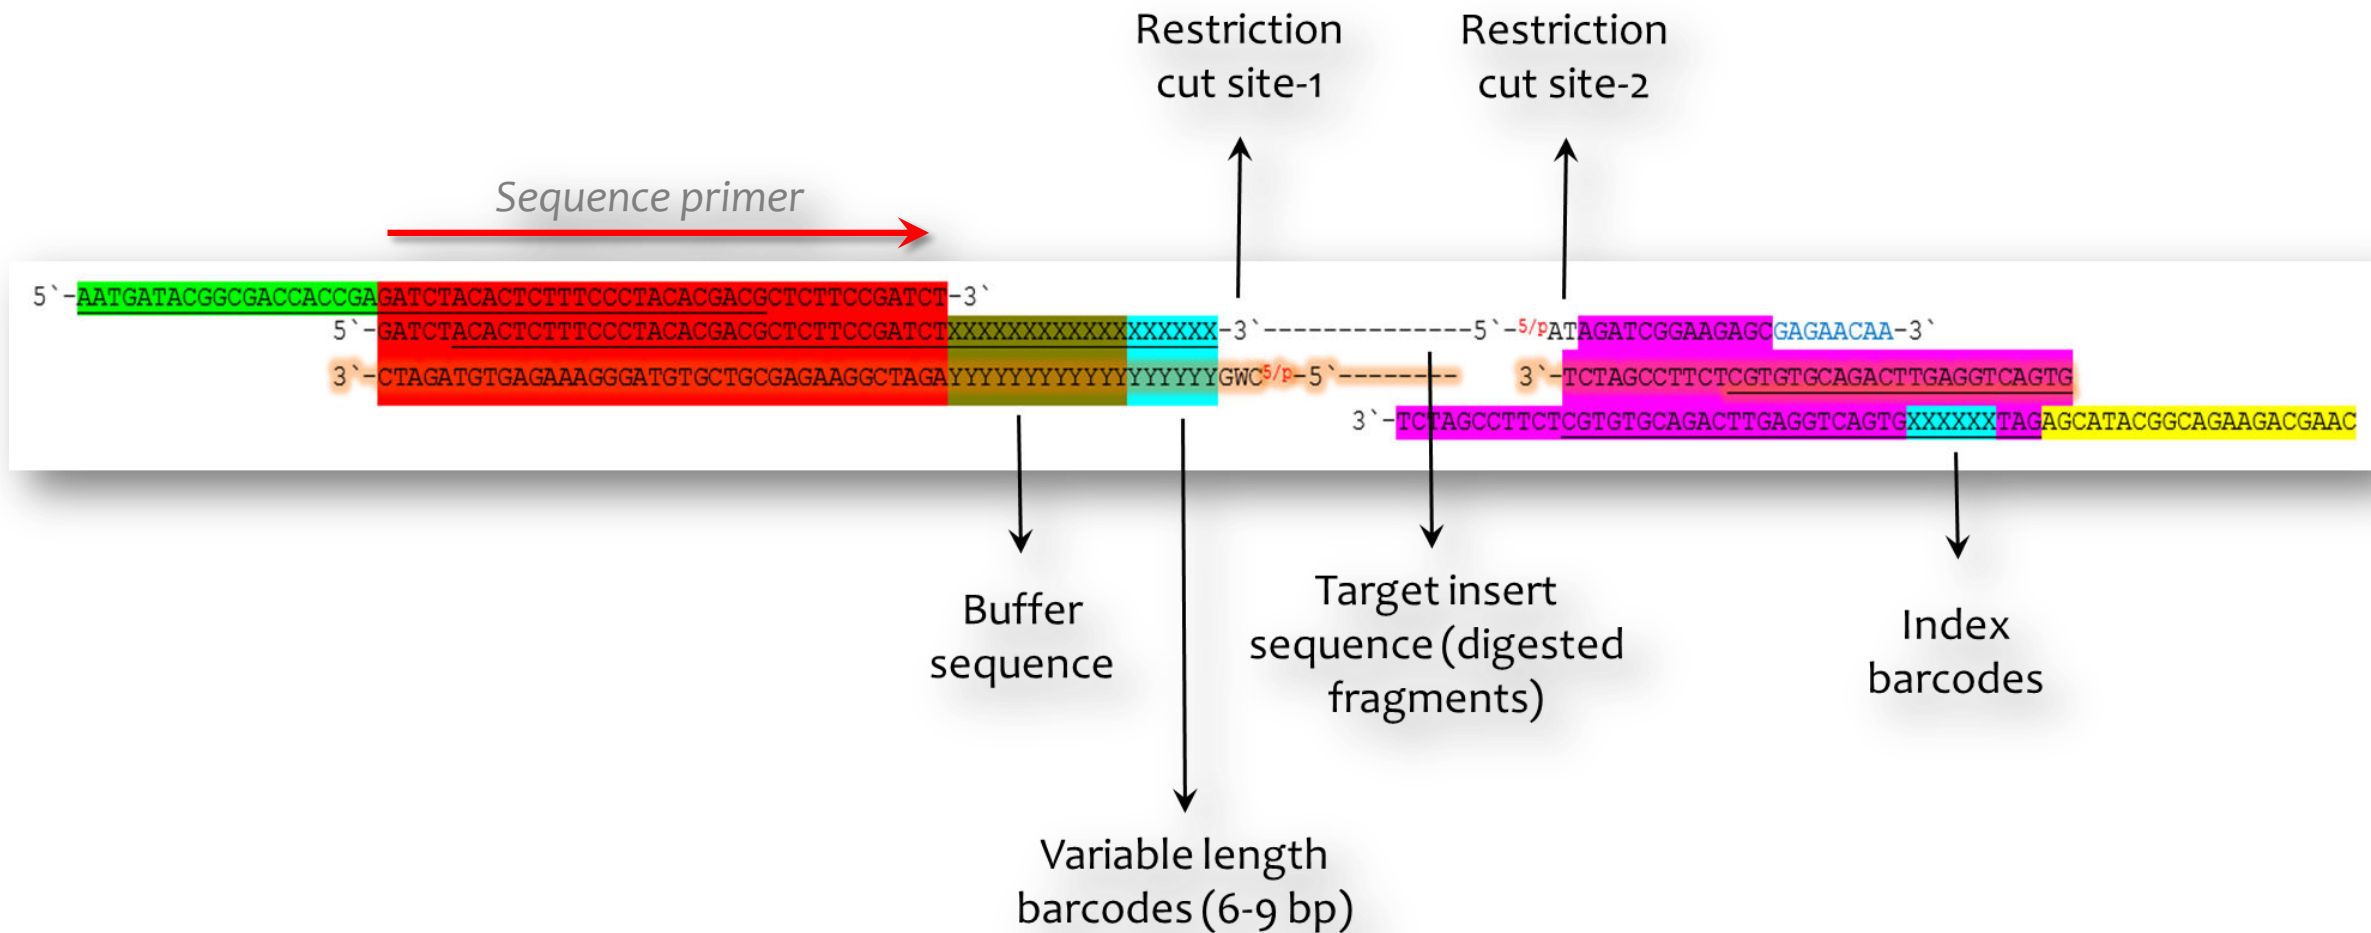 Restriction
cut site-1
Restriction
cut site-2
Sequence primer
5`-AATGATACGGCGACCACCGAGATCTACACTCTTTCCCTACACGACGCTCTTCCGATCT-3`
5`-GATCTACACTCTTTCCCTACACGACGCTCTTCCGATCTXXXXXXXXXXXXXXXXXX-3`--------------5`-5/pATAGATCGGAAGAGCGAGAACAA-3`
3`-CTAGATGTGAGAAAGGGATGTGCTGCGAGAAGGCTAGAYYYYYYYYYYYYYYYYYYGWC5/p-5`-------- 3`-TCTAGCCTTCTCGTGTGCAGACTTGAGGTCAGTG
3`-TCTAGCCTTCTCGTGTGCAGACTTGAGGTCAGTGXXXXXXTAGAGCATACGGCAGAAGACGAAC
Buffer
sequence
Target insert
sequence (digested
fragments)
Index
barcodes
Variable length
barcodes (6-9 bp)